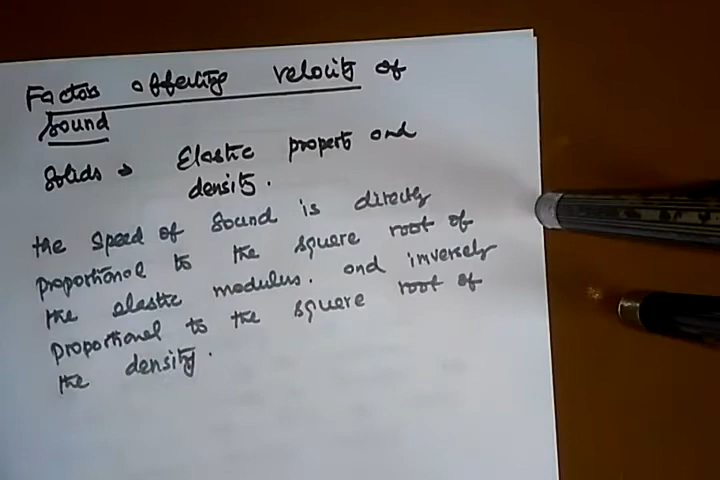 Factors affecting velocity of
Sound
Solids → Elastic property and
density.
the speed of sound is directly
proportional to the square root of
the elastic modulus. and inversely
proportional to the square root of
the density.